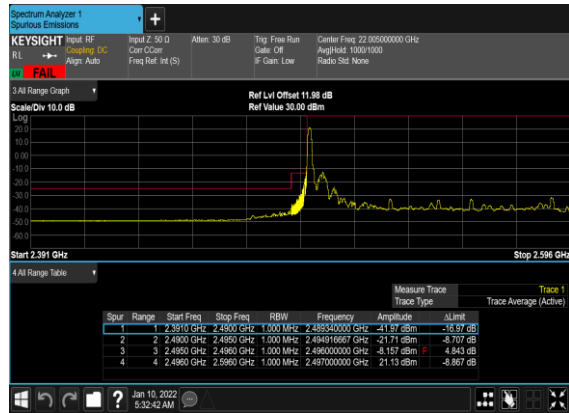 Spectrum Analyzer 1
Spurious Emissions
+
KEYSIGHT Input: RF Input Z: 50 Ω Atten: 30 dB Trig: Free Run Center Freq: 22.005000000 GHz
RL Coupling: DC Corr CCorr Gate: Off Avg|Hold: 1000/1000
Align: Auto Freq Ref: Int (S) IF Gain: Low Radio Std: None
FAIL
3 All Range Graph
Ref Lvl Offset 11.98 dB
Scale/Div 10.0 dB Ref Value 30.00 dBm
Log
20.0
10.0
0.00
-10.0
-20.0
-30.0
-40.0
-50.0
-60.0
Start 2.391 GHz Stop 2.596 GHz
4 All Range Table
Measure Trace Trace 1
Trace Type Trace Average (Active)
Spur Range Start Freq Stop Freq RBW Frequency Amplitude ΔLimit
1 1 2.3910 GHz 2.4900 GHz 1.000 MHz 2.489340000 GHz -41.97 dBm -16.97 dB
2 2 2.4900 GHz 2.4950 GHz 1.000 MHz 2.494916667 GHz -21.71 dBm -8.707 dB
3 3 2.4950 GHz 2.4960 GHz 1.000 MHz 2.496000000 GHz -8.157 dBm F 4.843 dB
4 4 2.4960 GHz 2.5960 GHz 1.000 MHz 2.497000000 GHz 21.13 dBm -8.867 dB
?
Jan 10, 2022
5:32:42 AM